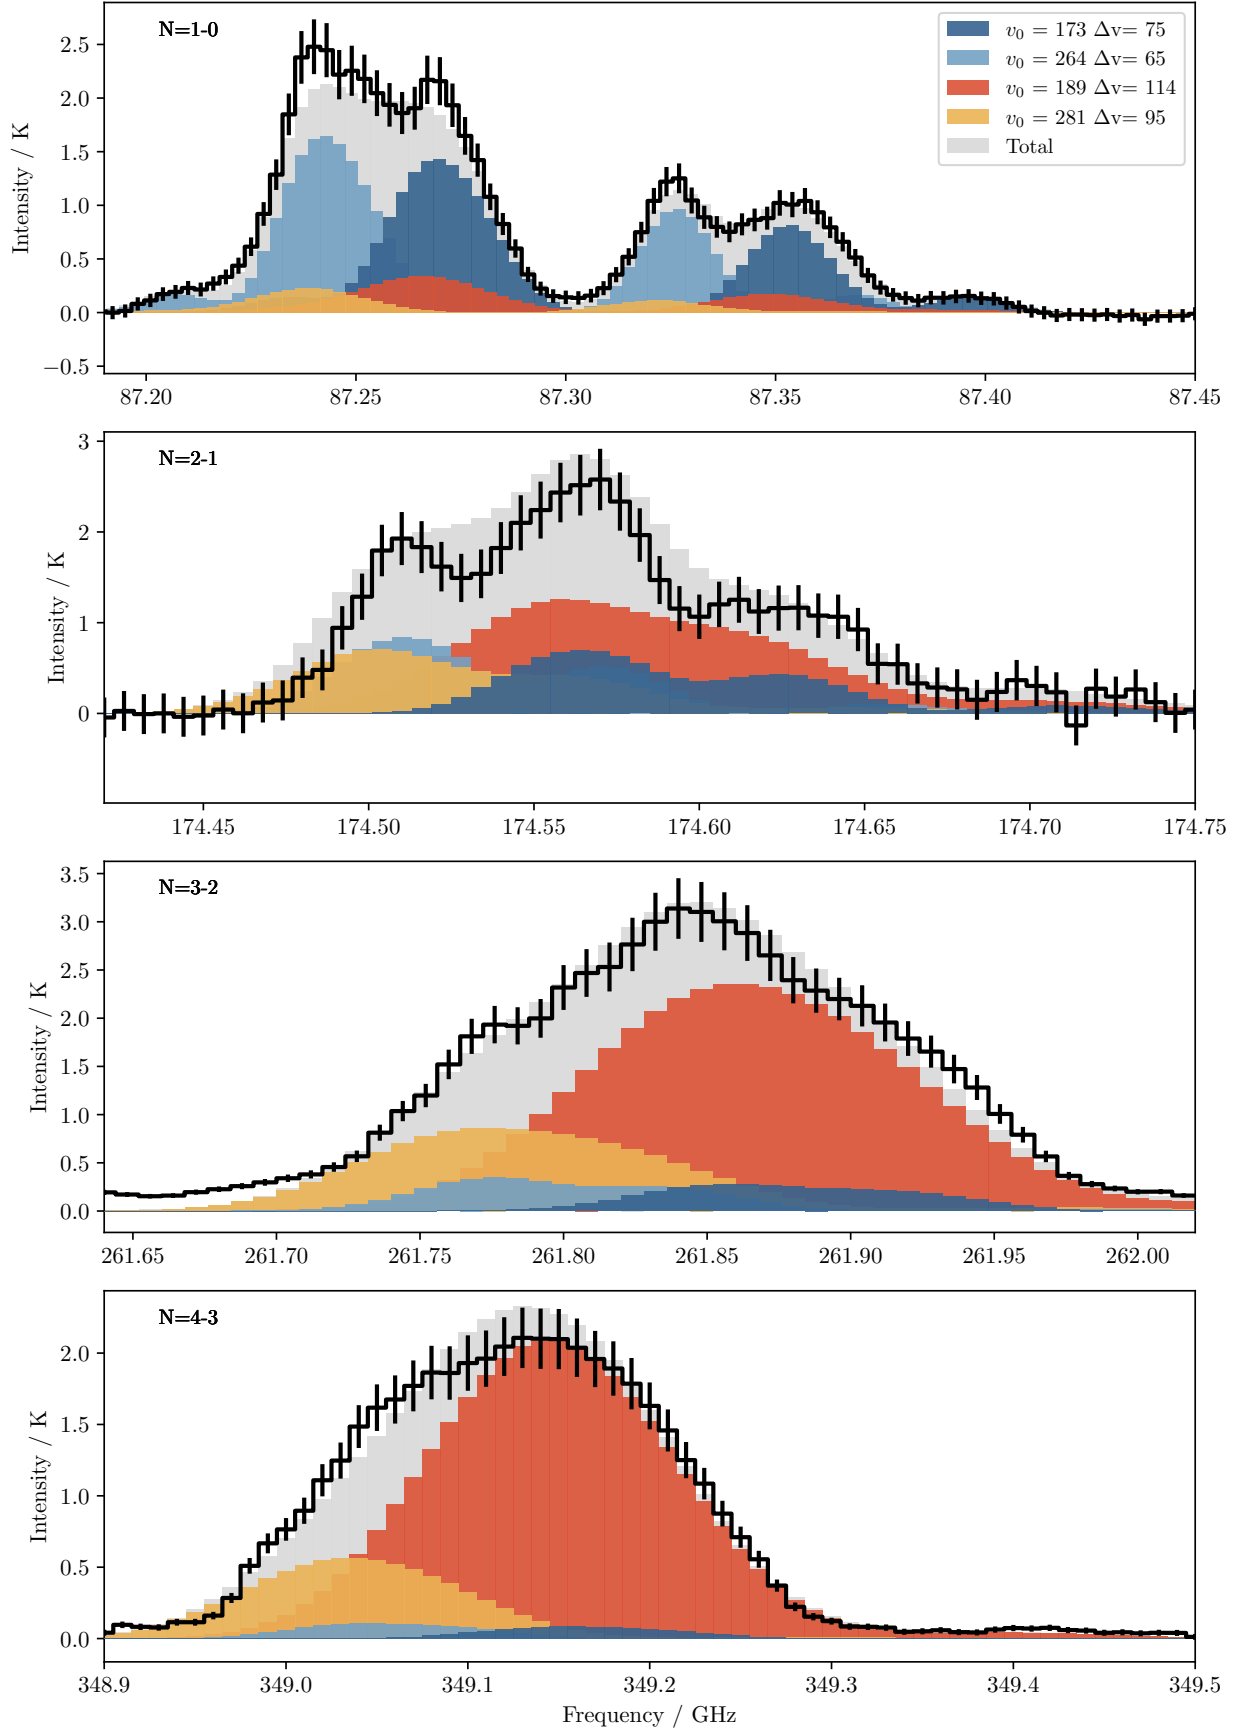 N=1-0
v₀ = 173 Δv= 75
v₀ = 264 Δv= 65
v₀ = 189 Δv= 114
v₀ = 281 Δv= 95
Total
Intensity / K
2.5
2.0
1.5
1.0
0.5
0.0
−0.5
87.20 87.25 87.30 87.35 87.40 87.45
N=2-1
Intensity / K
3
2
1
0
174.45 174.50 174.55 174.60 174.65 174.70 174.75
N=3-2
Intensity / K
3.5
3.0
2.5
2.0
1.5
1.0
0.5
0.0
261.65 261.70 261.75 261.80 261.85 261.90 261.95 262.00
N=4-3
Intensity / K
2.0
1.5
1.0
0.5
0.0
348.9 349.0 349.1 349.2 349.3 349.4 349.5
Frequency / GHz